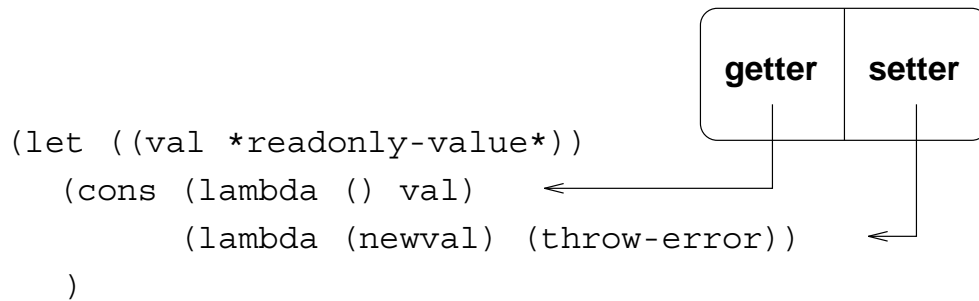 getter setter
(let ((val *readonly-value*))
(cons (lambda () val)
(lambda (newval) (throw-error))
)